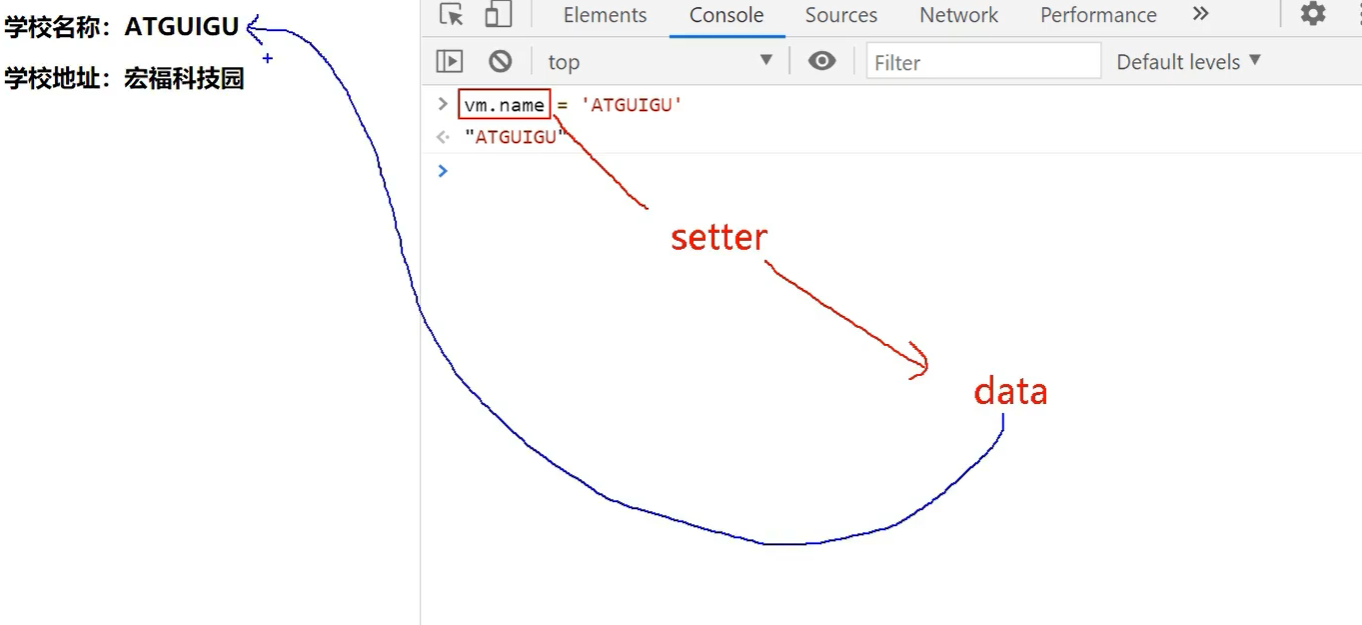 学校名称：ATGUIGU
学校地址：宏福科技园
Elements Console Sources Network Performance »
top Filter Default levels
> vm.name = 'ATGUIGU'
"ATGUIGU"
>
setter
data